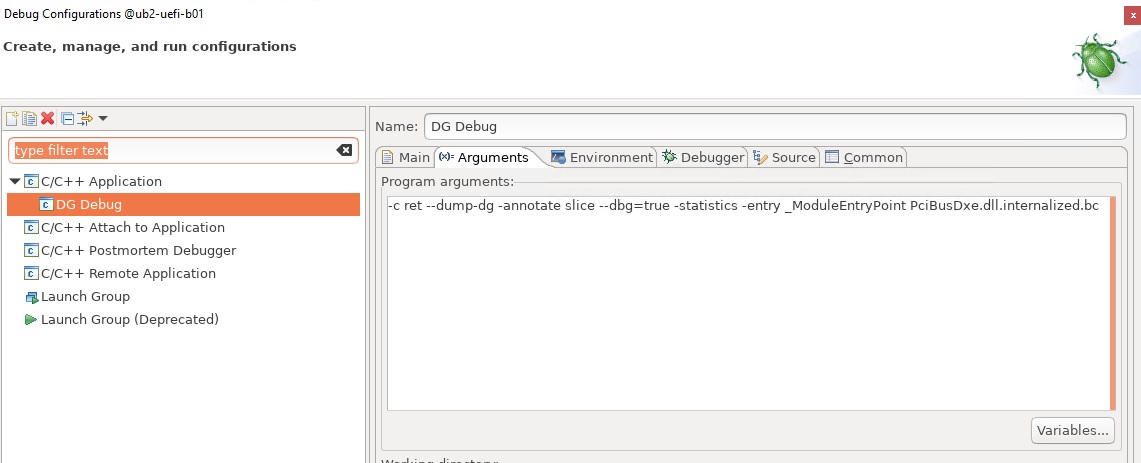 Debug Configurations @ub2-uefi-b01
x
Create, manage, and run configurations
type filter text
C/C++ Application
DG Debug
C/C++ Attach to Application
C/C++ Postmortem Debugger
C/C++ Remote Application
Launch Group
Launch Group (Deprecated)
Name: DG Debug
Main (x)= Arguments Environment Debugger Source Common
Program arguments:
-c ret --dump-dg -annotate slice --dbg=true -statistics -entry _ModuleEntryPoint PciBusDxe.dll.internalized.bc
Variables...
Working directory: